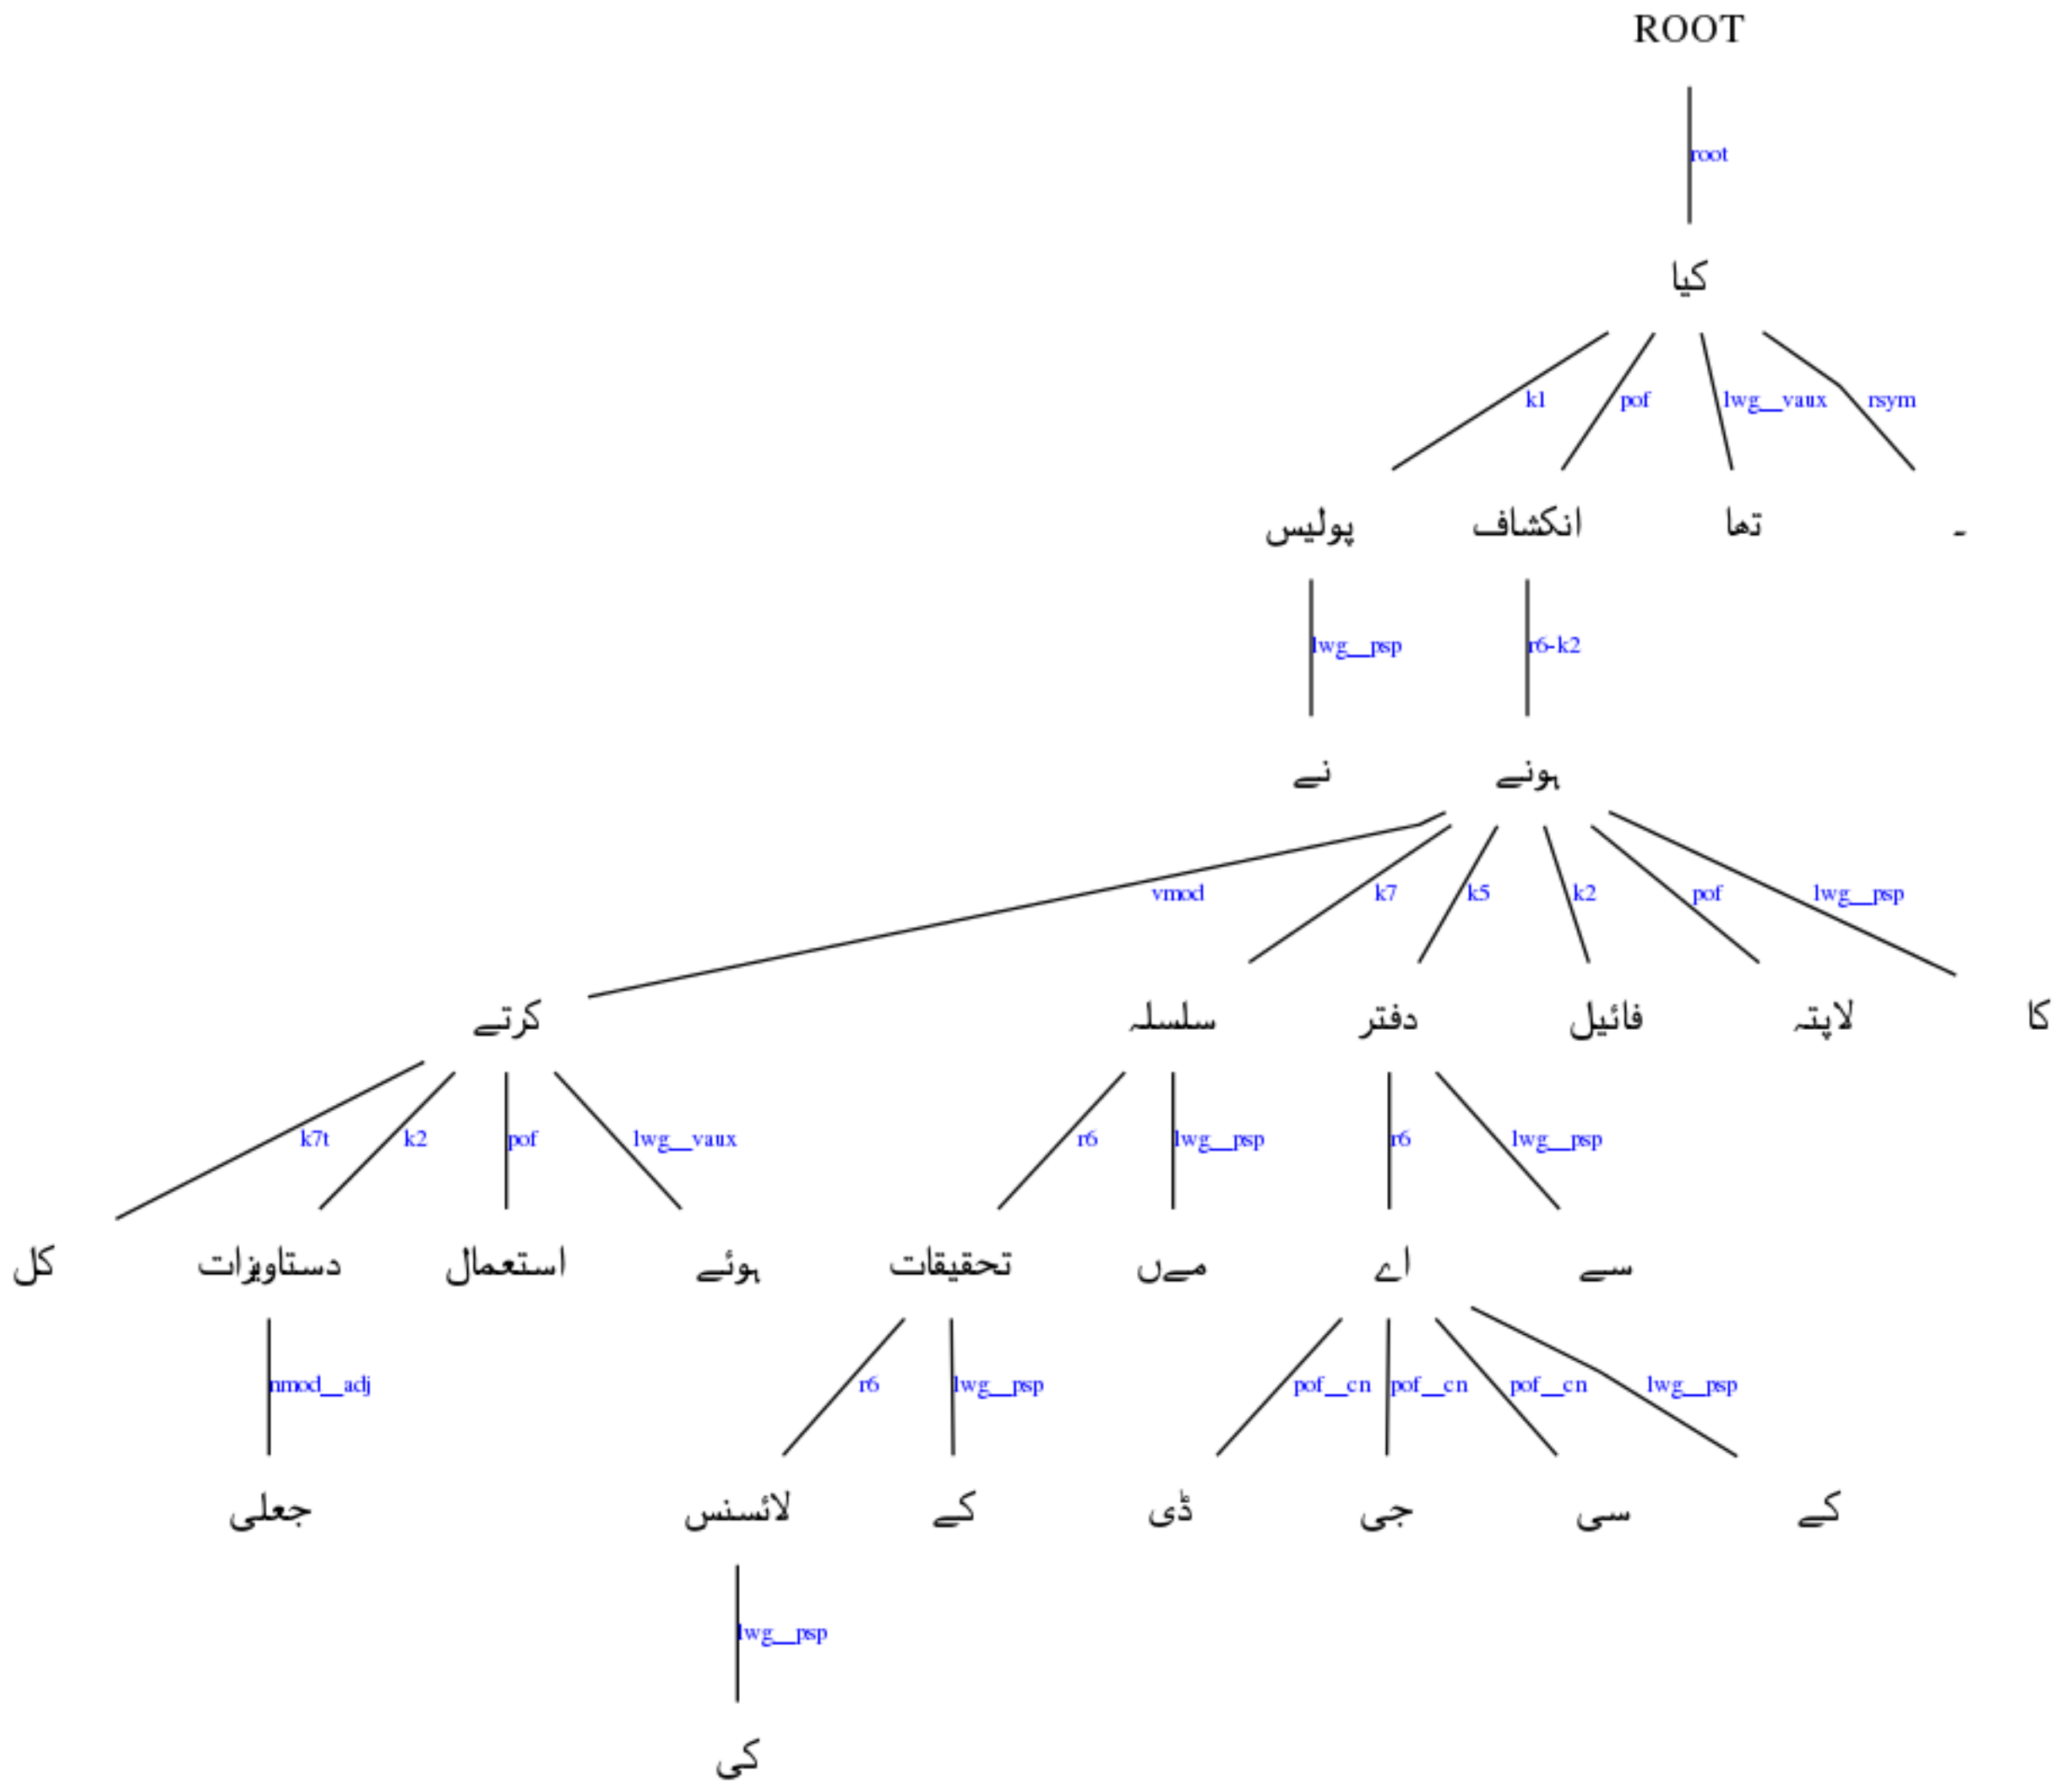 ROOT
root
کیا
k1 pof lwg__vaux rsym
پولیس انکشاف تھا ۔
lwg__psp r6-k2
نے ہونے
vmod k7 k5 k2 pof lwg__psp
کرتے سلسلہ دفتر فائیل لاپتہ کا
k7t k2 pof lwg__vaux r6 lwg__psp r6 lwg__psp
کل دستاویزات استعمال ہوئے تحقیقات مےں اے سے
nmod__adj r6 lwg__psp pof__cn pof__cn pof__cn lwg__psp
جعلی لائسنس کے ڈی جی سی کے
lwg__psp
کی